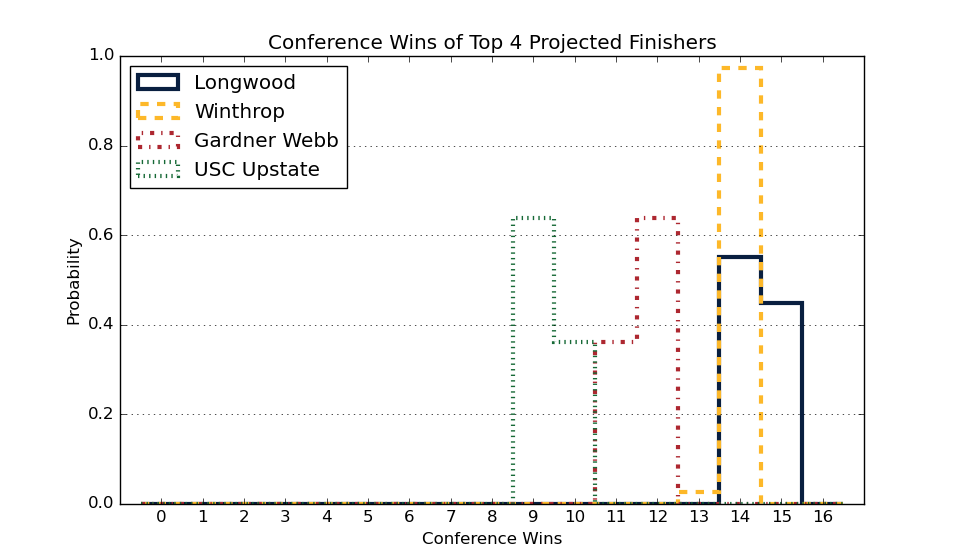 Conference Wins of Top 4 Projected Finishers
1.0
0.8
0.6
0.4
0.2
0.0
Probability
Longwood
Winthrop
Gardner Webb
USC Upstate
0 1 2 3 4 5 6 7 8 9 10 11 12 13 14 15 16
Conference Wins